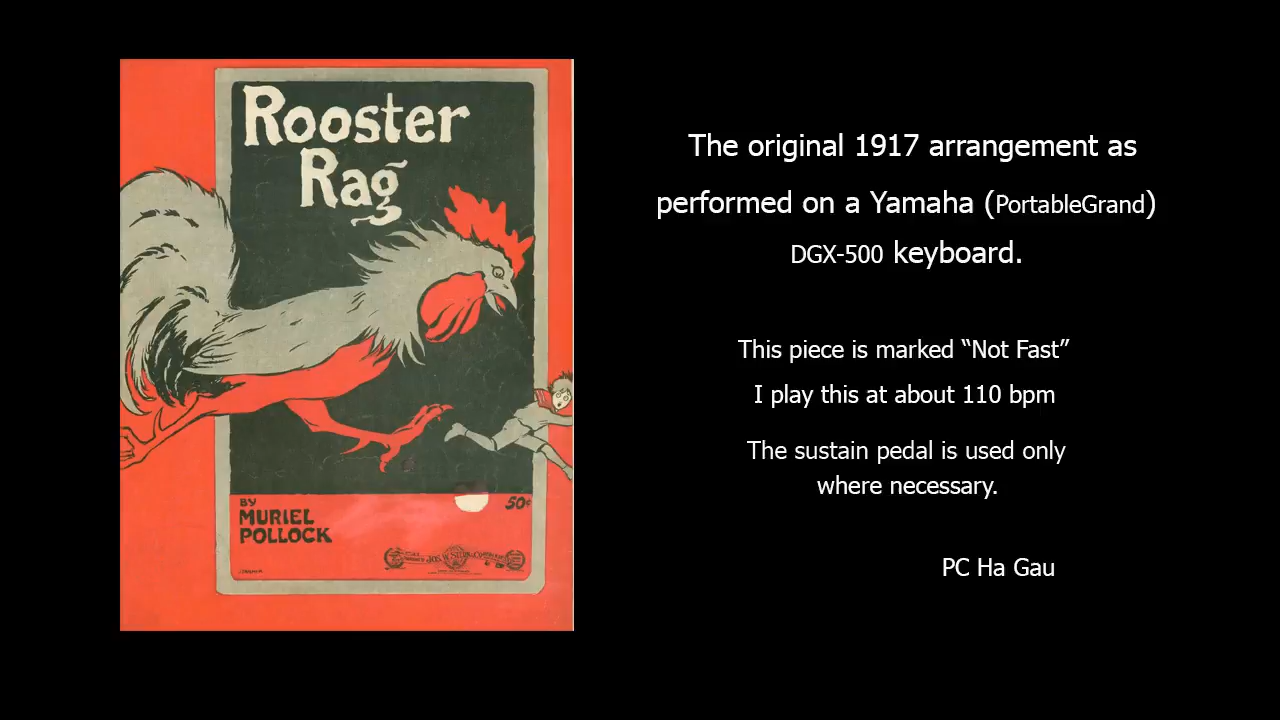 Rooster
Rag
BY
MURIEL
POLLOCK
50¢
The original 1917 arrangement as
performed on a Yamaha (PortableGrand)
DGX-500 keyboard.
This piece is marked “Not Fast”
I play this at about 110 bpm
The sustain pedal is used only
where necessary.
PC Ha Gau